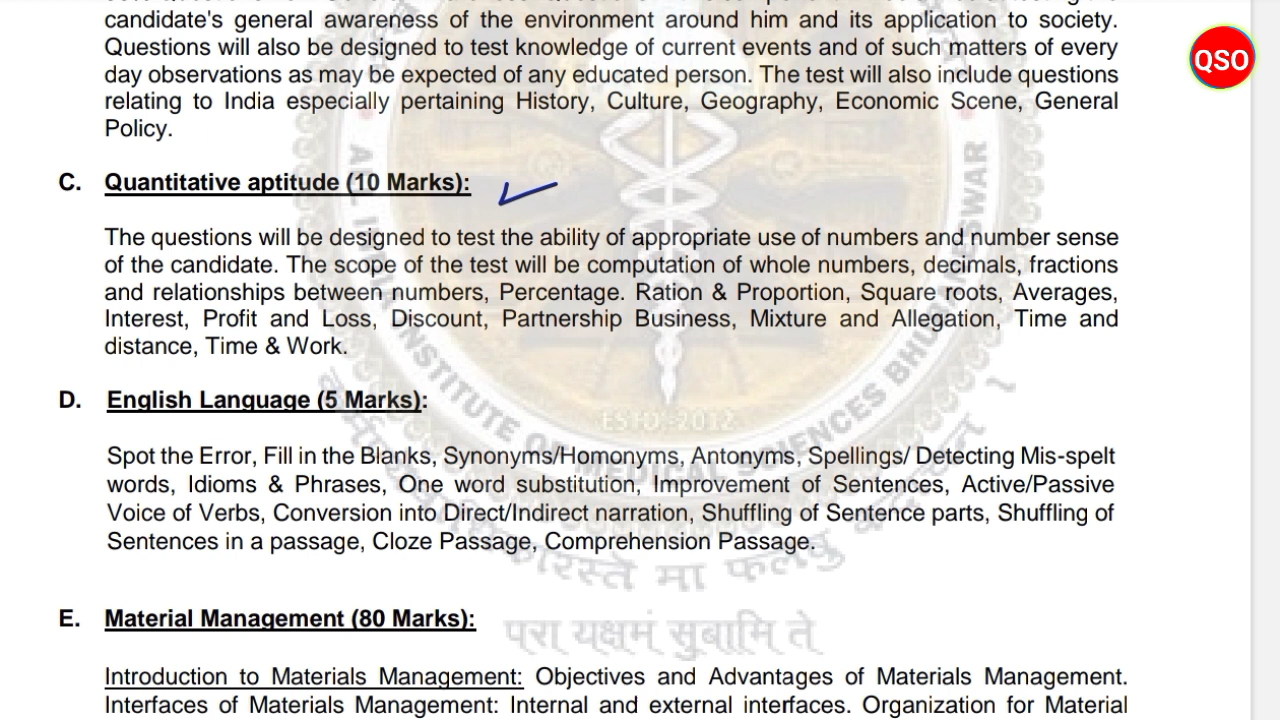 candidate's general awareness of the environment around him and its application to society.
Questions will also be designed to test knowledge of current events and of such matters of every
day observations as may be expected of any educated person. The test will also include questions
relating to India especially pertaining History, Culture, Geography, Economic Scene, General
Policy.
QSO
C. Quantitative aptitude (10 Marks):
The questions will be designed to test the ability of appropriate use of numbers and number sense
of the candidate. The scope of the test will be computation of whole numbers, decimals, fractions
and relationships between numbers, Percentage. Ration & Proportion, Square roots, Averages,
Interest, Profit and Loss, Discount, Partnership Business, Mixture and Allegation, Time and
distance, Time & Work.
D. English Language (5 Marks):
Spot the Error, Fill in the Blanks, Synonyms/Homonyms, Antonyms, Spellings/ Detecting Mis-spelt
words, Idioms & Phrases, One word substitution, Improvement of Sentences, Active/Passive
Voice of Verbs, Conversion into Direct/Indirect narration, Shuffling of Sentence parts, Shuffling of
Sentences in a passage, Cloze Passage, Comprehension Passage.
E. Material Management (80 Marks):
Introduction to Materials Management: Objectives and Advantages of Materials Management.
Interfaces of Materials Management: Internal and external interfaces. Organization for Material
ESTD.-2012
INSTITUTE OF MEDICAL SCIENCES BHUBANESWAR